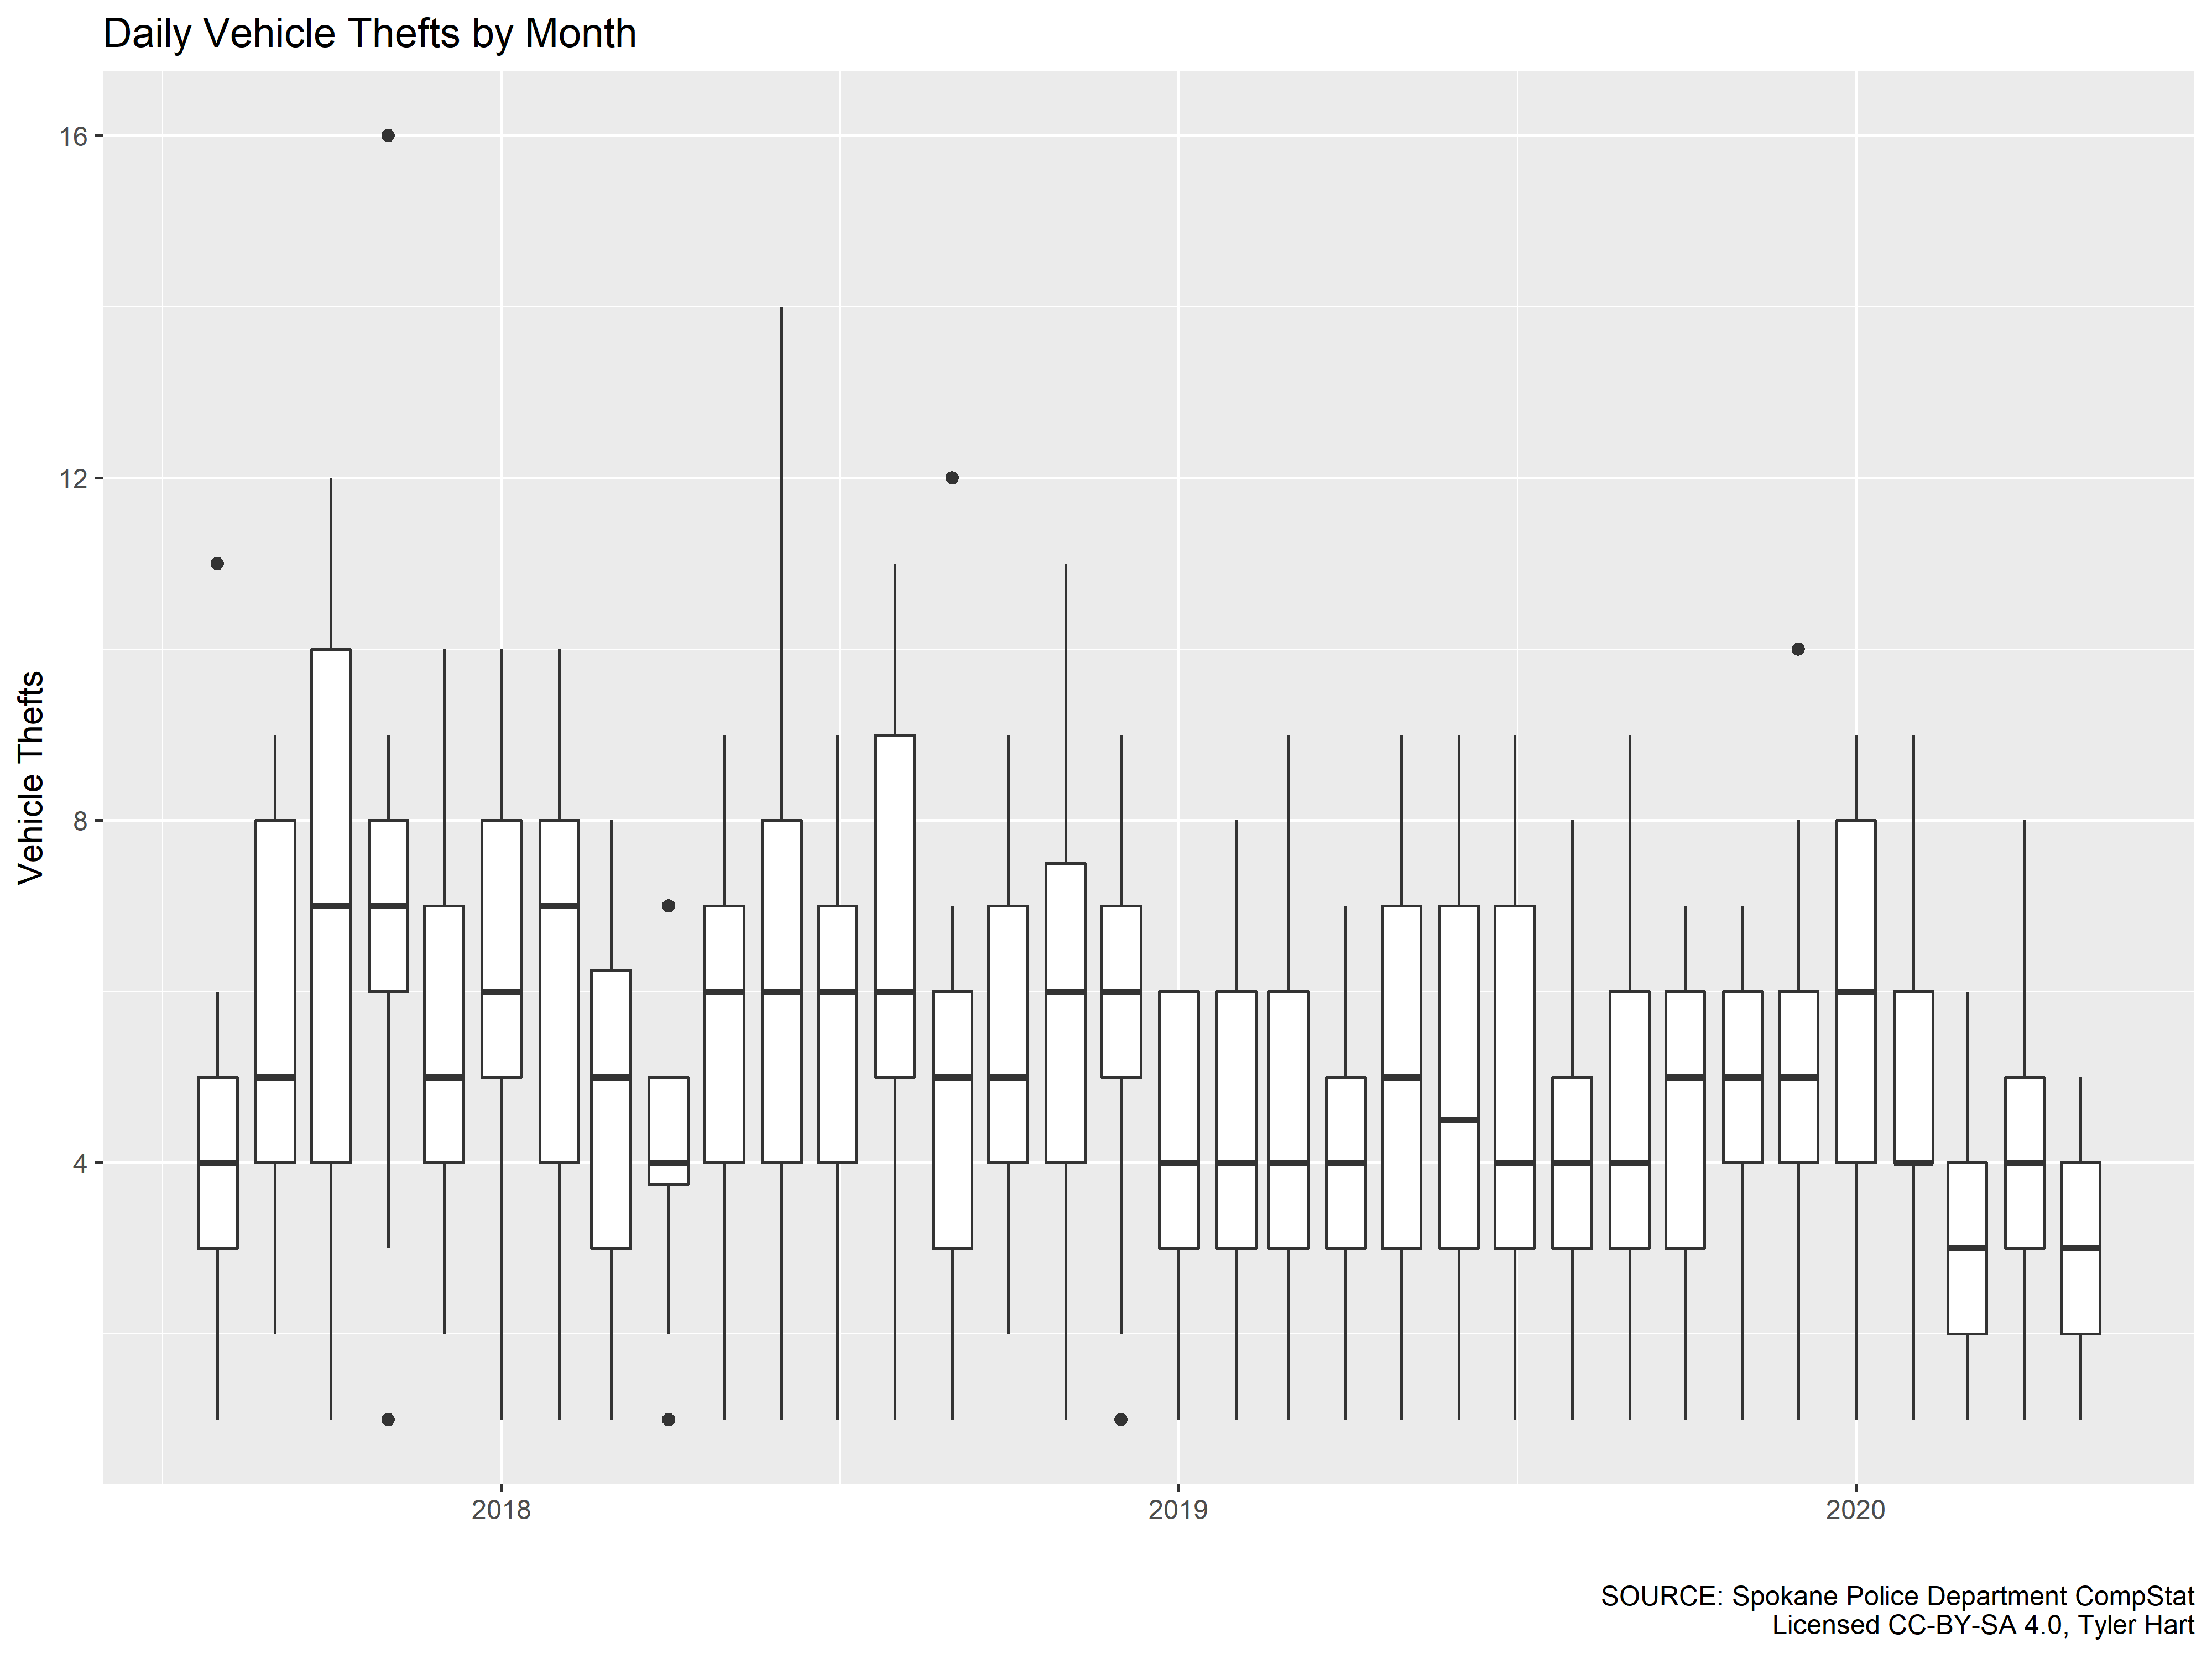 Daily Vehicle Thefts by Month
Vehicle Thefts
16
12
8
4
2018
2019
2020
SOURCE: Spokane Police Department CompStat
Licensed CC-BY-SA 4.0, Tyler Hart